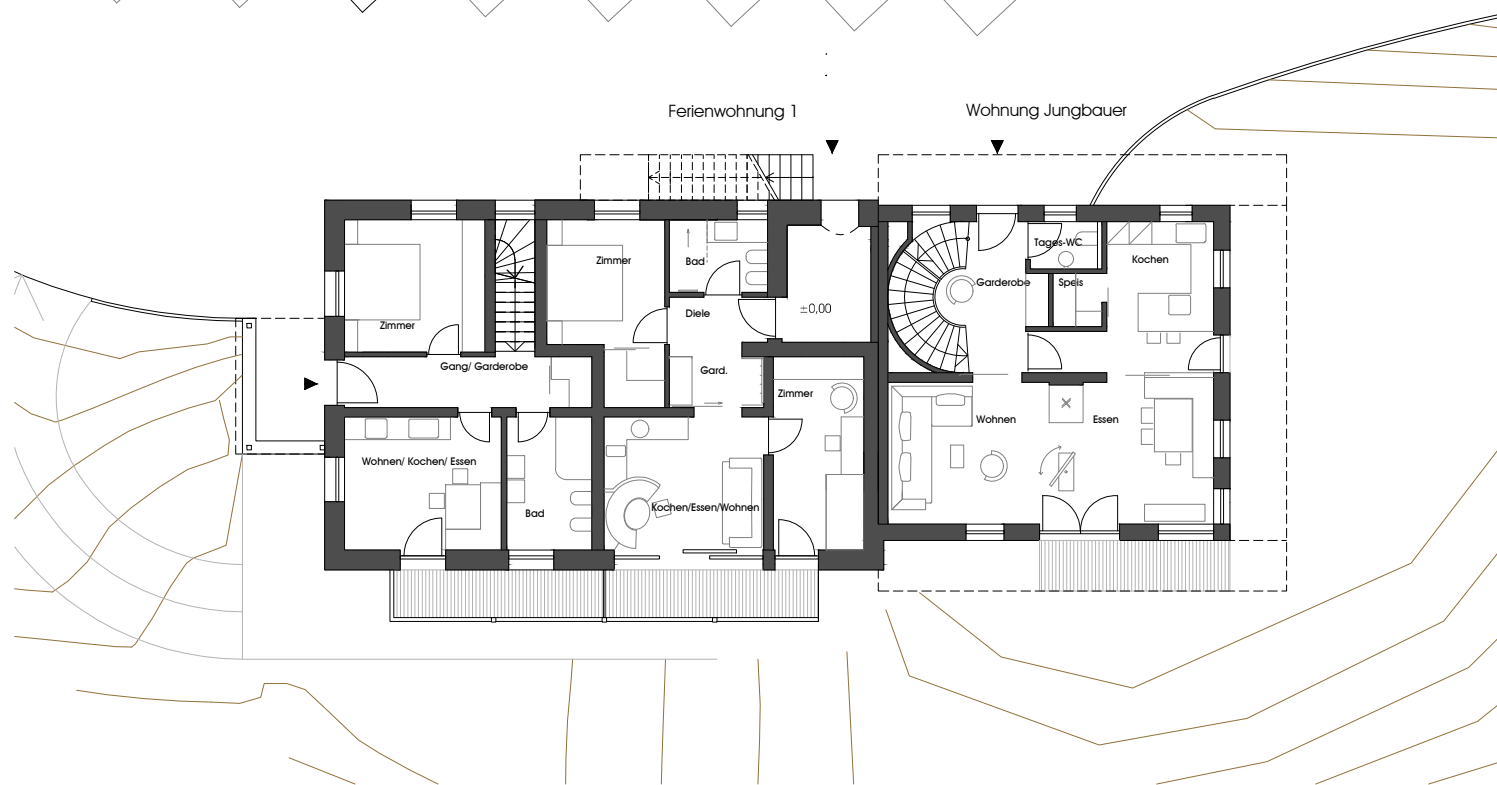 Ferienwohnung 1
Wohnung Jungbauer
Tages-WC
Zimmer
Bad
Kochen
Garderobe
Speis
±0,00
Diele
Zimmer
Gang/ Garderobe
Gard.
Zimmer
Wohnen
Essen
Wohnen/ Kochen/ Essen
Kochen/Essen/Wohnen
Bad